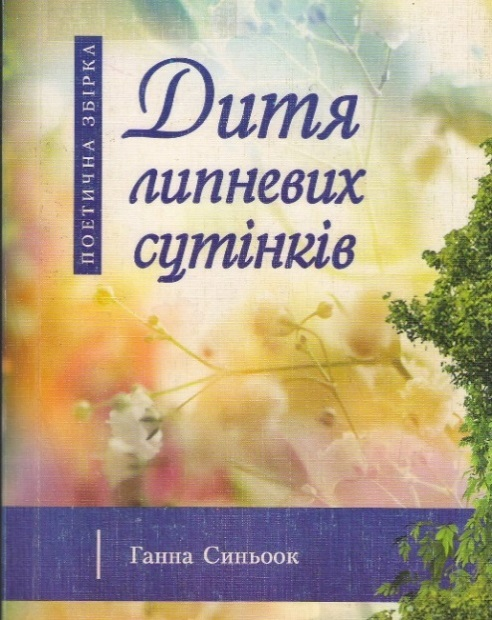 ПОЕТИЧНА ЗБІРКА
Дитя
липневих
сутінків
Ганна Синьоок